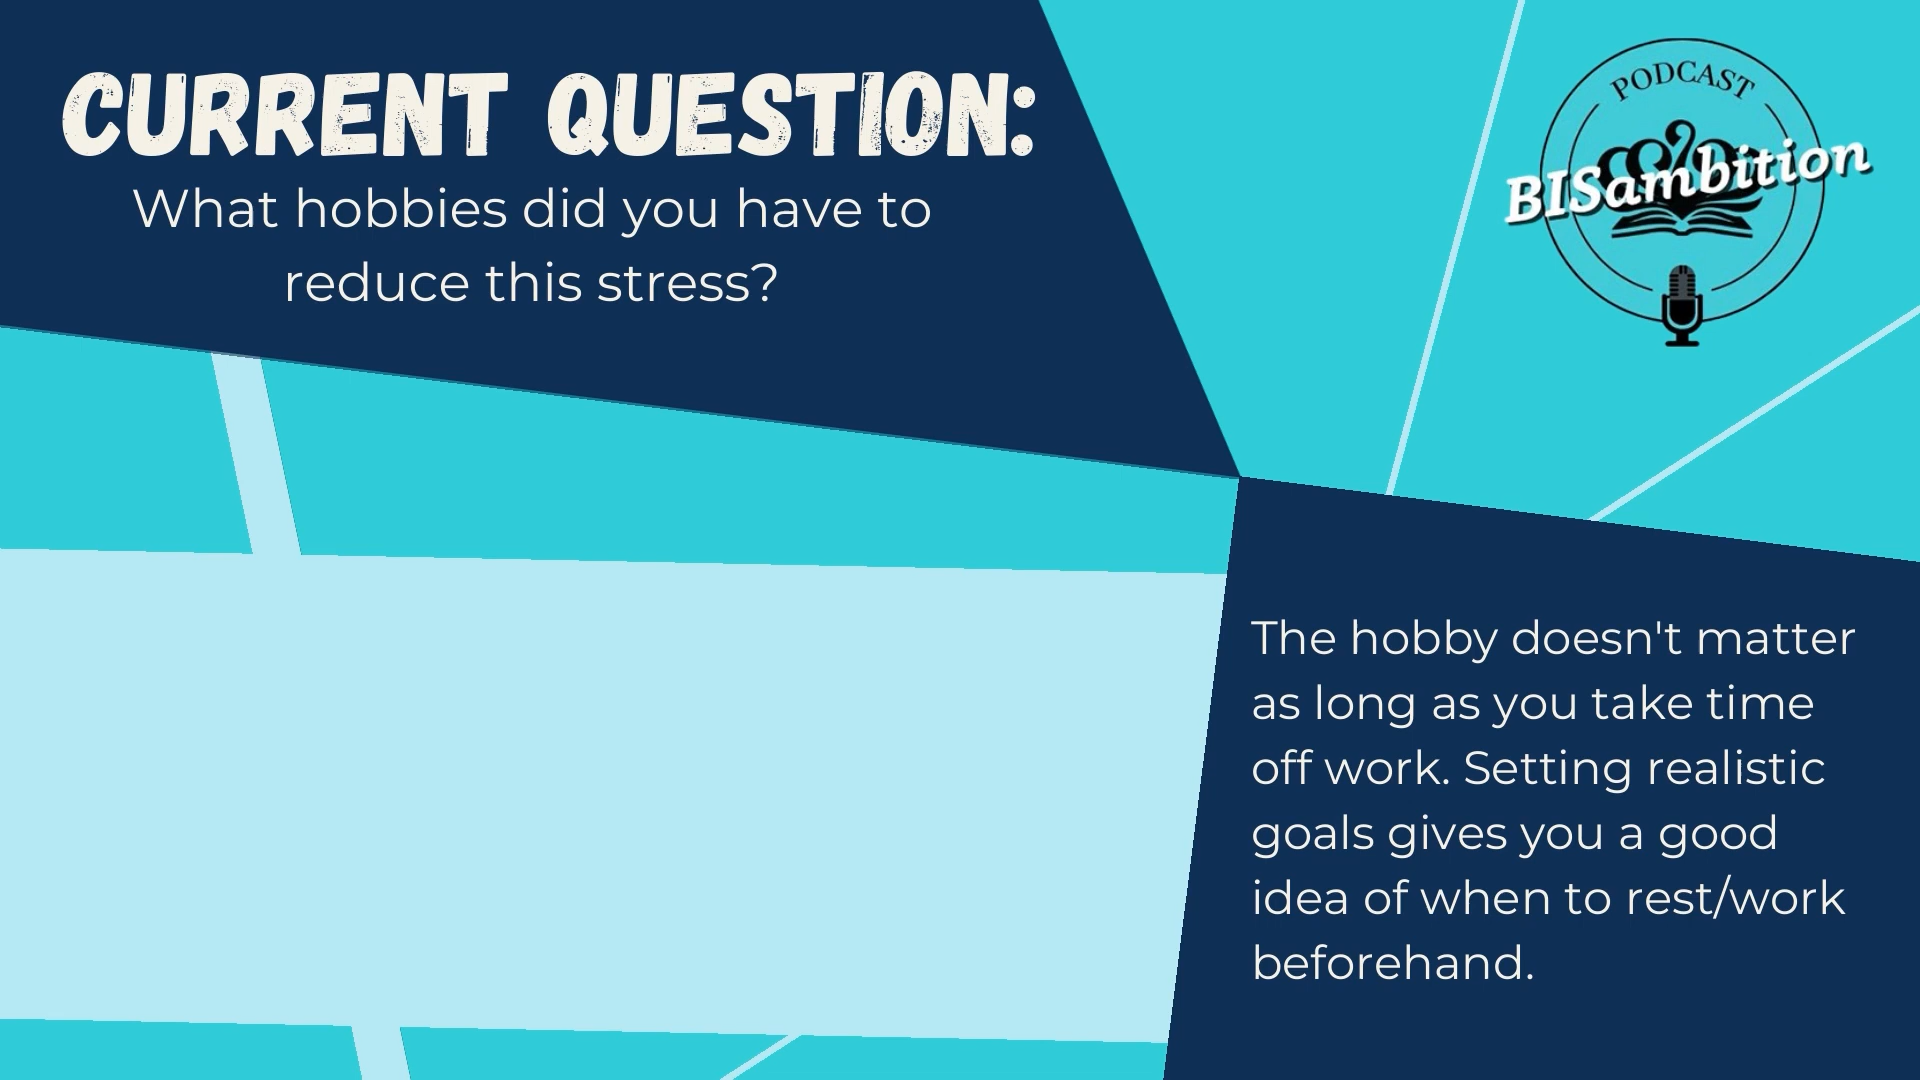 CURRENT QUESTION:
What hobbies did you have to
reduce this stress?
PODCAST
BISambition
The hobby doesn't matter
as long as you take time
off work. Setting realistic
goals gives you a good
idea of when to rest/work
beforehand.